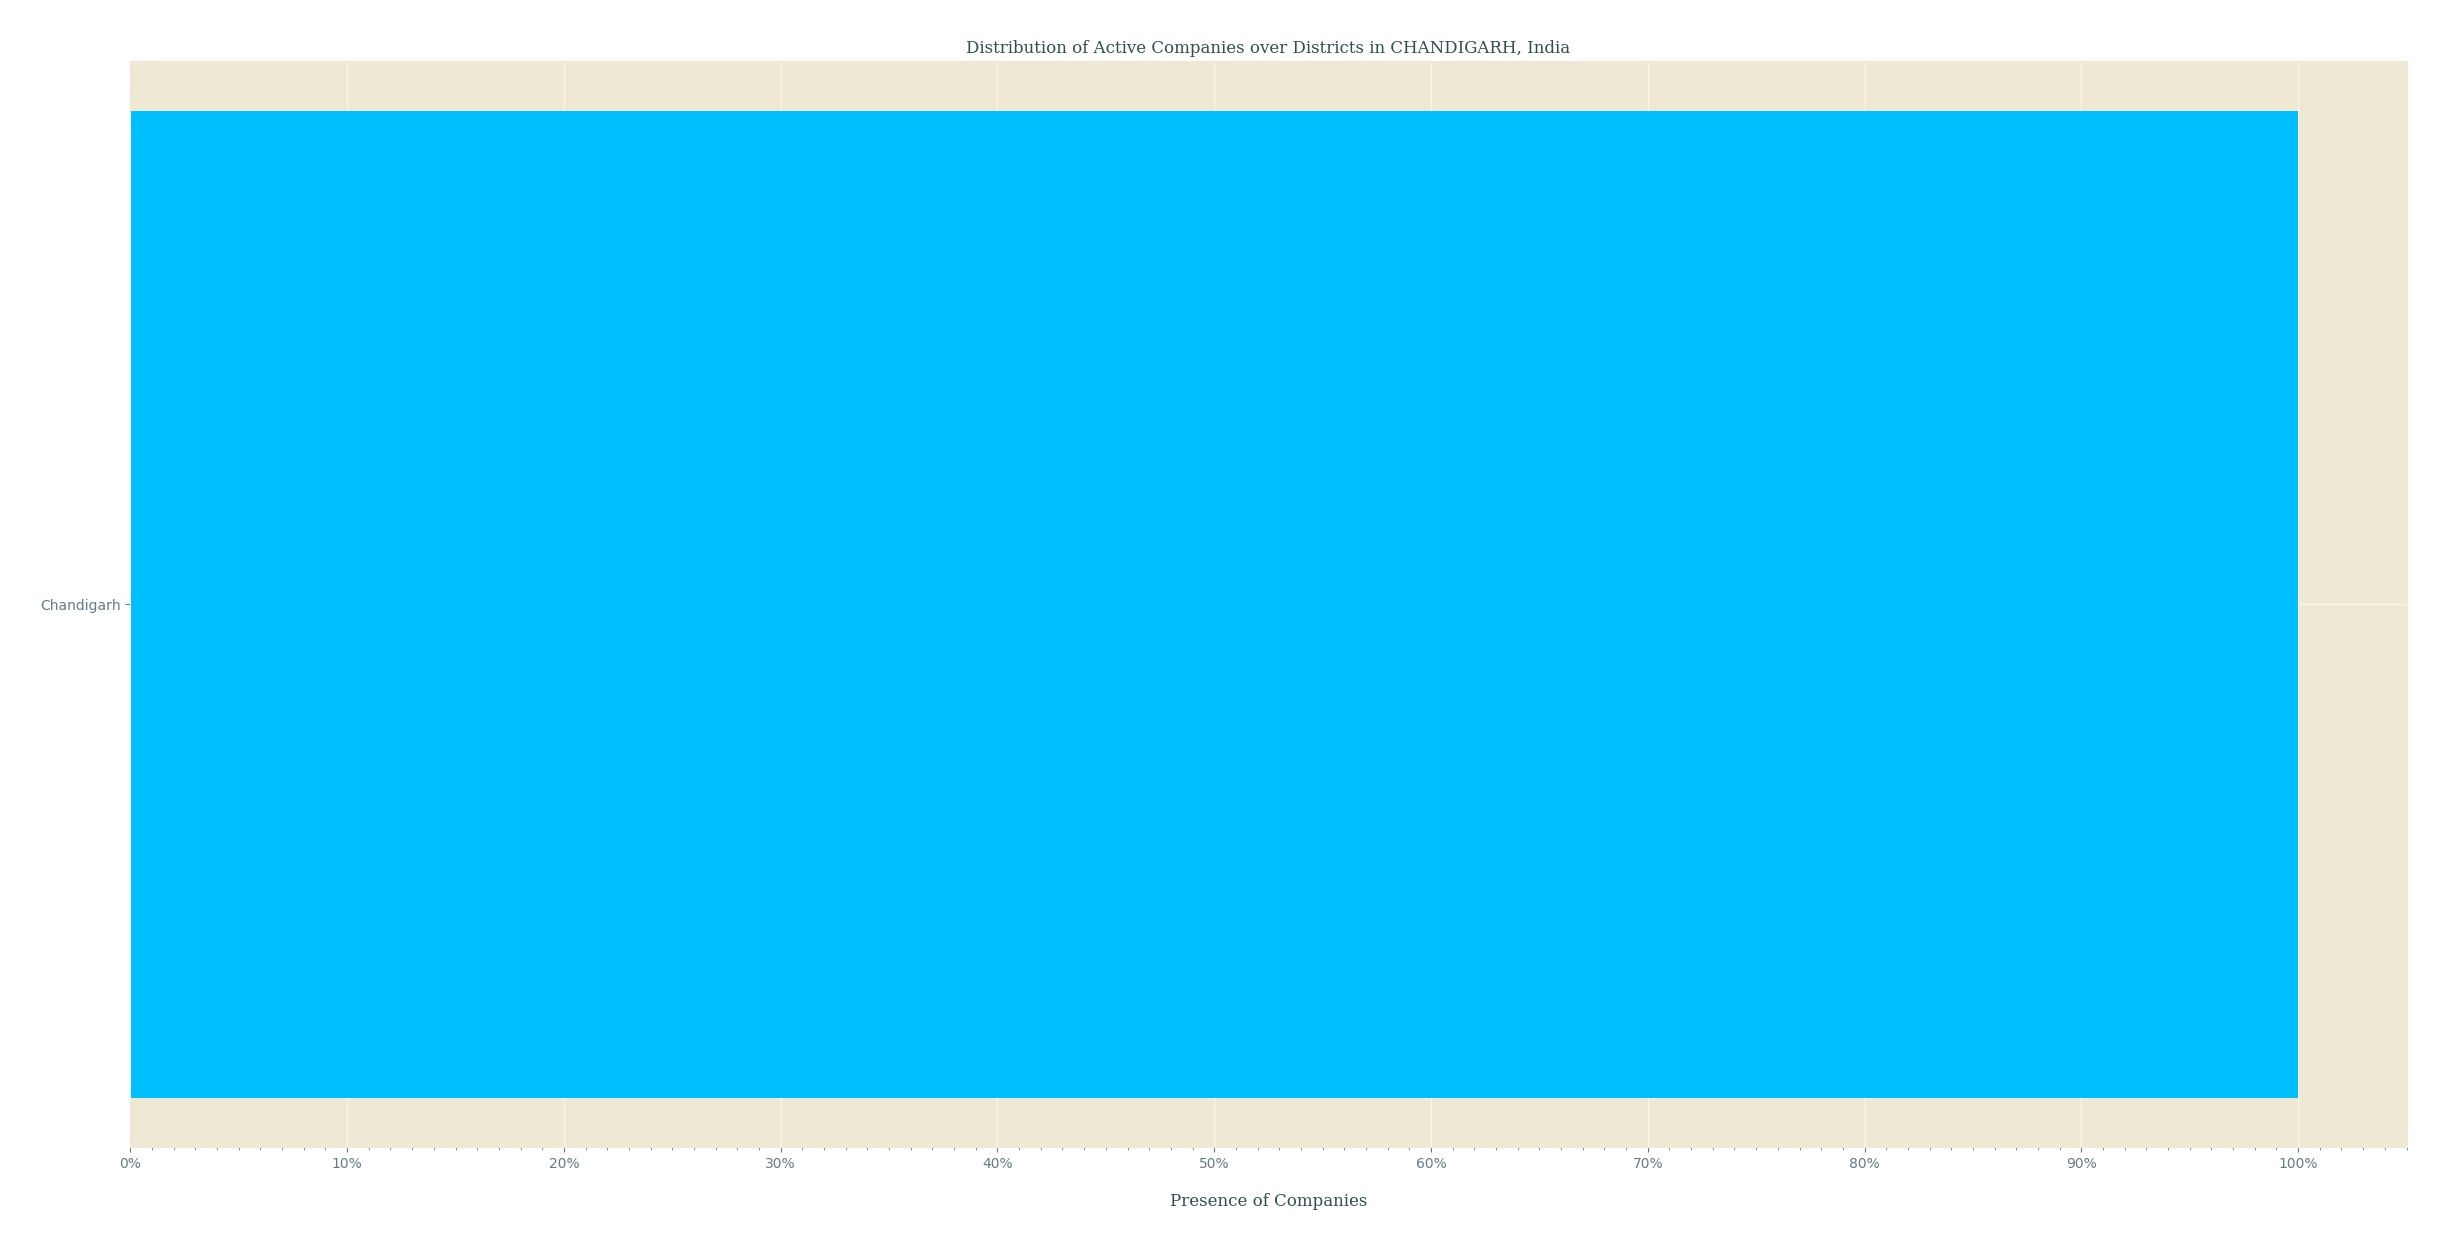 Distribution of Active Companies over Districts in CHANDIGARH, India
Chandigarh
0% 10% 20% 30% 40% 50% 60% 70% 80% 90% 100%
Presence of Companies